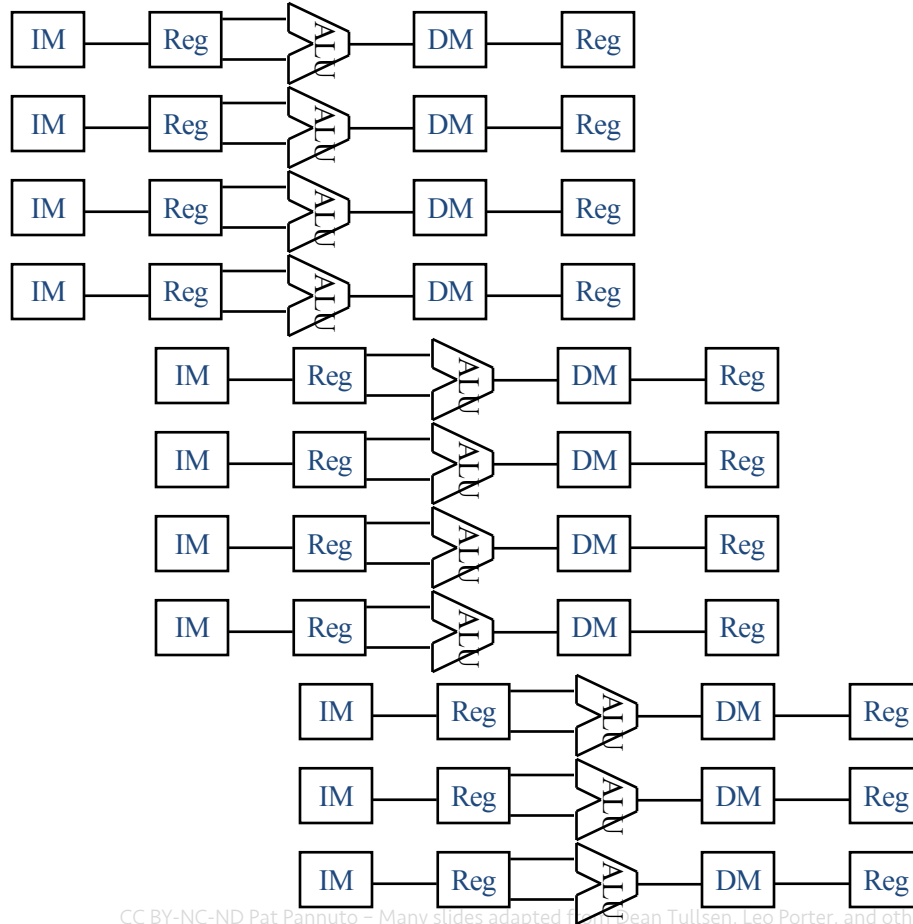 IM Reg ALU DM Reg
IM Reg ALU DM Reg
IM Reg ALU DM Reg
IM Reg ALU DM Reg
IM Reg ALU DM Reg
IM Reg ALU DM Reg
IM Reg ALU DM Reg
IM Reg ALU DM Reg
IM Reg ALU DM Reg
IM Reg ALU DM Reg
IM Reg ALU DM Reg
CC BY-NC-ND Pat Pannuto – Many slides adapted from Dean Tullsen, Leo Porter, and oth